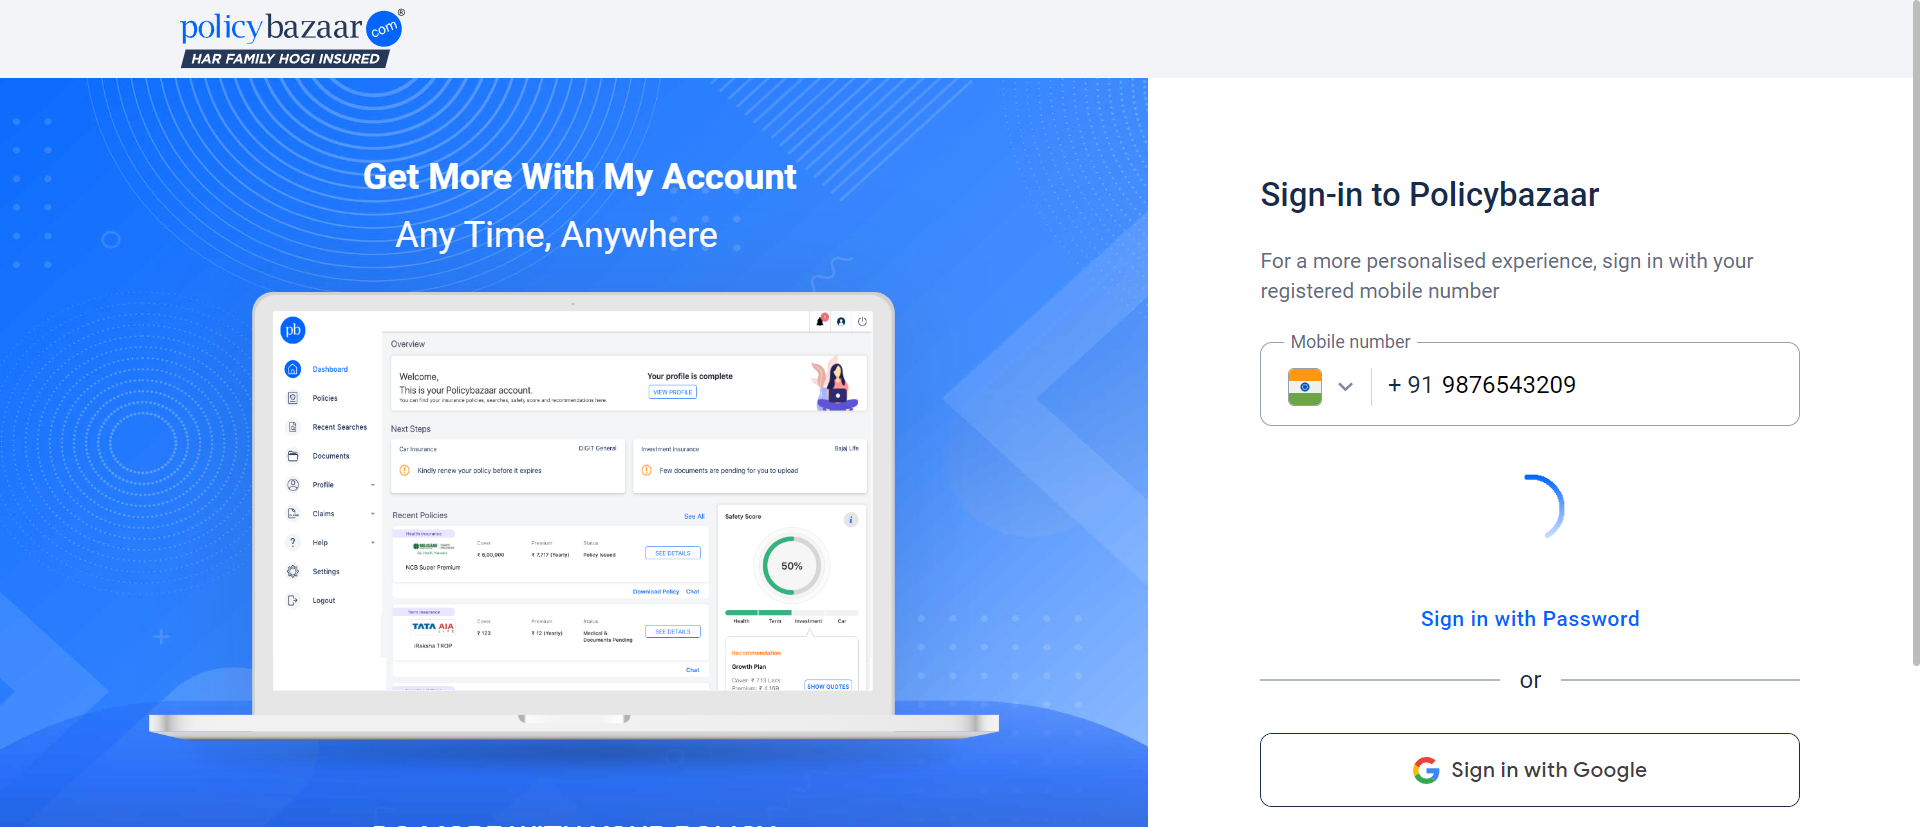 policybazaar com ®
HAR FAMILY HOGI INSURED
Get More With My Account
Any Time, Anywhere
pb
Dashboard
Policies
Recent Searches
Documents
Profile
Claims
Help
Settings
Logout
Overview
Welcome,
This is your Policybazaar account.
You can find your insurance policies, searches, safety score and recommendations here.
Your profile is complete
VIEW PROFILE
Next Steps
Car Insurance
DIGIT General
Kindly renew your policy before it expires
Investment Insurance
Bajaj Life
Few documents are pending for you to upload
Recent Policies
See All
Health Insurance
NCB Super Premium
Cover
₹ 6,00,000
Premium
₹ 7,717 (Yearly)
Status
Policy Issued
SEE DETAILS
Download Policy
Chat
Term Insurance
TATA AIA
LIFE
iRaksha TROP
Cover
₹ 123
Premium
₹ 12 (Yearly)
Status
Medical &
Documents Pending
SEE DETAILS
Chat
Safety Score
i
50%
Health
Term
Investment
Car
Recommendation
Growth Plan
Cover: ₹ 713 Lacs
Premium: ₹ 4,169
SHOW QUOTES
Sign-in to Policybazaar
For a more personalised experience, sign in with your
registered mobile number
Mobile number
+ 91 9876543209
Sign in with Password
or
Sign in with Google